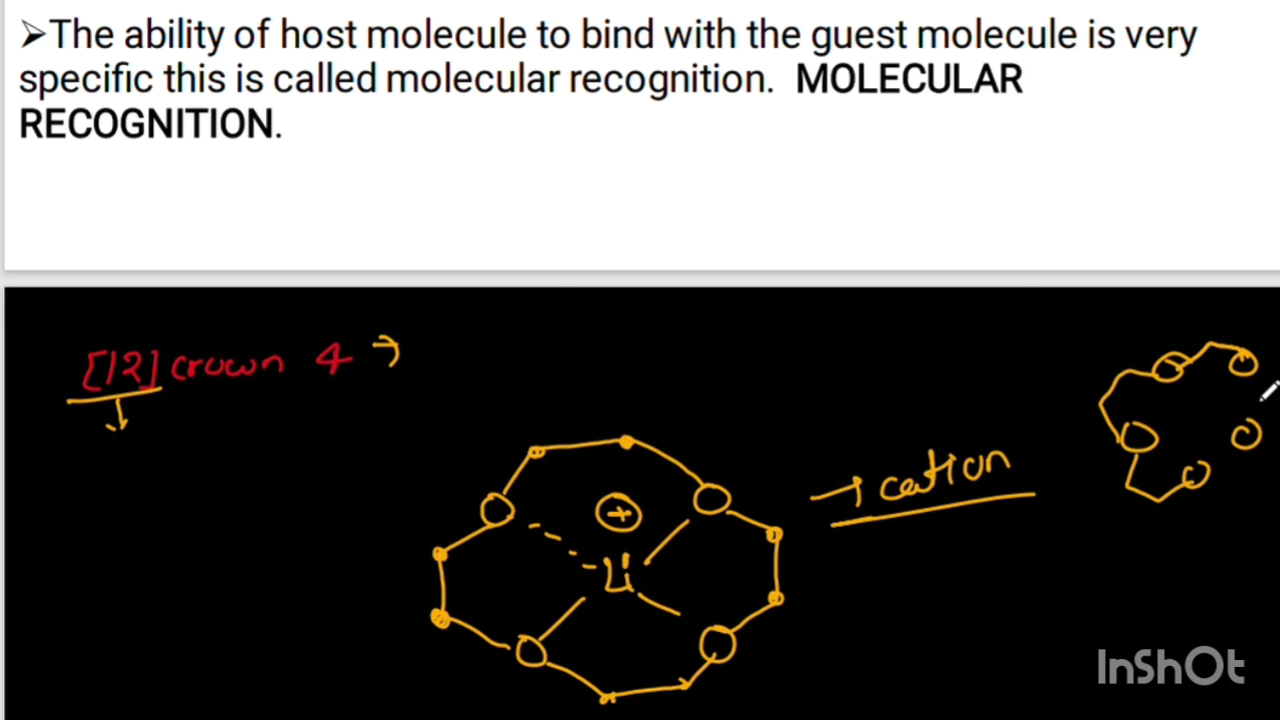 ➤The ability of host molecule to bind with the guest molecule is very
specific this is called molecular recognition. MOLECULAR
RECOGNITION.
[12] crown 4 →
O O
+
→ cation
Li
O O
O O
O O
O
InShOt